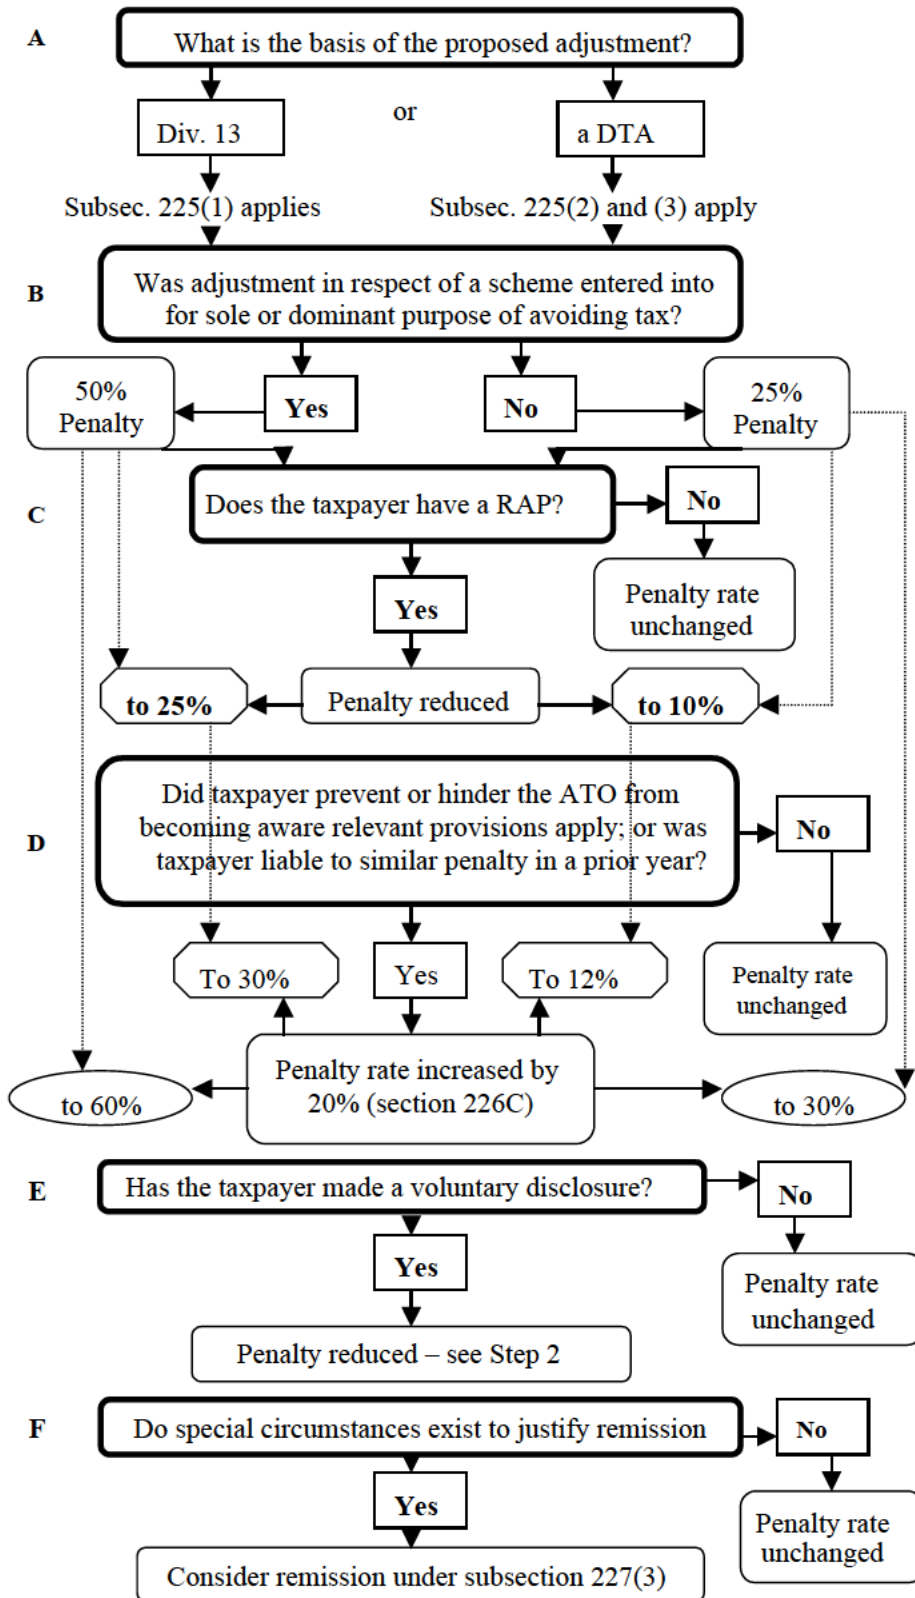 A
What is the basis of the proposed adjustment?
Div. 13
or
a DTA
Subsec. 225(1) applies
Subsec. 225(2) and (3) apply
B
Was adjustment in respect of a scheme entered into
for sole or dominant purpose of avoiding tax?
50%
Penalty
Yes
No
25%
Penalty
C
Does the taxpayer have a RAP?
No
Yes
Penalty rate
unchanged
to 25%
Penalty reduced
to 10%
D
Did taxpayer prevent or hinder the ATO from
becoming aware relevant provisions apply; or was
taxpayer liable to similar penalty in a prior year?
No
To 30%
Yes
To 12%
Penalty rate
unchanged
Penalty rate increased by
20% (section 226C)
to 60%
to 30%
E
Has the taxpayer made a voluntary disclosure?
No
Yes
Penalty rate
unchanged
Penalty reduced – see Step 2
F
Do special circumstances exist to justify remission
No
Yes
Penalty rate
unchanged
Consider remission under subsection 227(3)